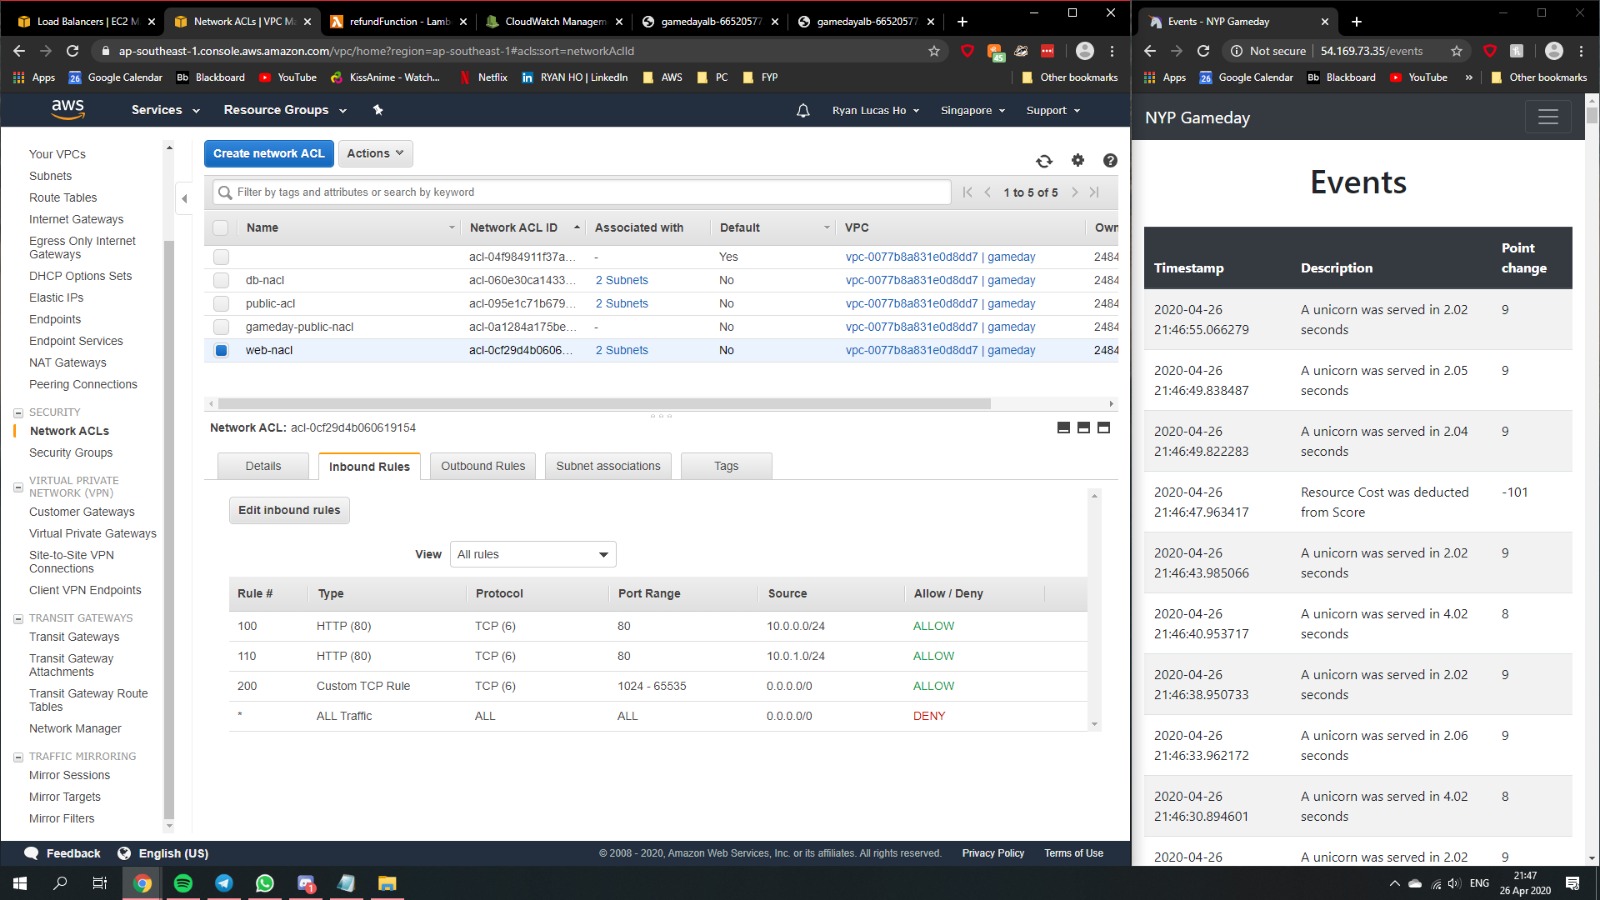 Load Balancers | EC2 M
Network ACLs | VPC M
refundFunction - Lamb
CloudWatch Managem
gamedayalb-66520577
gamedayalb-66520577
ap-southeast-1.console.aws.amazon.com/vpc/home?region=ap-southeast-1#acls:sort=networkAclId
45
Apps
26
Google Calendar
Bb
Blackboard
YouTube
KissAnime - Watch...
Netflix
RYAN HO | LinkedIn
AWS
PC
FYP
Other bookmarks
aws
Services
Resource Groups
Ryan Lucas Ho
Singapore
Support
Your VPCs
Subnets
Route Tables
Internet Gateways
Egress Only Internet
Gateways
DHCP Options Sets
Elastic IPs
Endpoints
Endpoint Services
NAT Gateways
Peering Connections
SECURITY
Network ACLs
Security Groups
VIRTUAL PRIVATE
NETWORK (VPN)
Customer Gateways
Virtual Private Gateways
Site-to-Site VPN
Connections
Client VPN Endpoints
TRANSIT GATEWAYS
Transit Gateways
Transit Gateway
Attachments
Transit Gateway Route
Tables
Network Manager
TRAFFIC MIRRORING
Mirror Sessions
Mirror Targets
Mirror Filters
Create network ACL
Actions
Filter by tags and attributes or search by keyword
1 to 5 of 5
Name Network ACL ID Associated with Default VPC Own
acl-04f984911f37a... - Yes vpc-0077b8a831e0d8dd7 | gameday 2484
db-nacl acl-060e30ca1433... 2 Subnets No vpc-0077b8a831e0d8dd7 | gameday 2484
public-acl acl-095e1c71b679... 2 Subnets No vpc-0077b8a831e0d8dd7 | gameday 2484
gameday-public-nacl acl-0a1284a175be... - No vpc-0077b8a831e0d8dd7 | gameday 2484
web-nacl acl-0cf29d4b0606... 2 Subnets No vpc-0077b8a831e0d8dd7 | gameday 2484
Network ACL: acl-0cf29d4b060619154
Details
Inbound Rules
Outbound Rules
Subnet associations
Tags
Edit inbound rules
View All rules
Rule # Type Protocol Port Range Source Allow / Deny
100 HTTP (80) TCP (6) 80 10.0.0.0/24 ALLOW
110 HTTP (80) TCP (6) 80 10.0.1.0/24 ALLOW
200 Custom TCP Rule TCP (6) 1024 - 65535 0.0.0.0/0 ALLOW
* ALL Traffic ALL ALL 0.0.0.0/0 DENY
Feedback
English (US)
© 2008 - 2020, Amazon Web Services, Inc. or its affiliates. All rights reserved.
Privacy Policy
Terms of Use
Events - NYP Gameday
Not secure | 54.169.73.35/events
Apps
26
Google Calendar
Bb
Blackboard
YouTube
»
Other bookmarks
NYP Gameday
Events
Timestamp Description Point
change
2020-04-26 A unicorn was served in 2.02 9
21:46:55.066279 seconds
2020-04-26 A unicorn was served in 2.05 9
21:46:49.838487 seconds
2020-04-26 A unicorn was served in 2.04 9
21:46:49.822283 seconds
2020-04-26 Resource Cost was deducted -101
21:46:47.963417 from Score
2020-04-26 A unicorn was served in 2.02 9
21:46:43.985066 seconds
2020-04-26 A unicorn was served in 4.02 8
21:46:40.953717 seconds
2020-04-26 A unicorn was served in 2.02 9
21:46:38.950733 seconds
2020-04-26 A unicorn was served in 2.06 9
21:46:33.962172 seconds
2020-04-26 A unicorn was served in 4.02 8
21:46:30.894601 seconds
2020-04-26 A unicorn was served in 2.02 9
1
ENG
21:47
26 Apr 2020